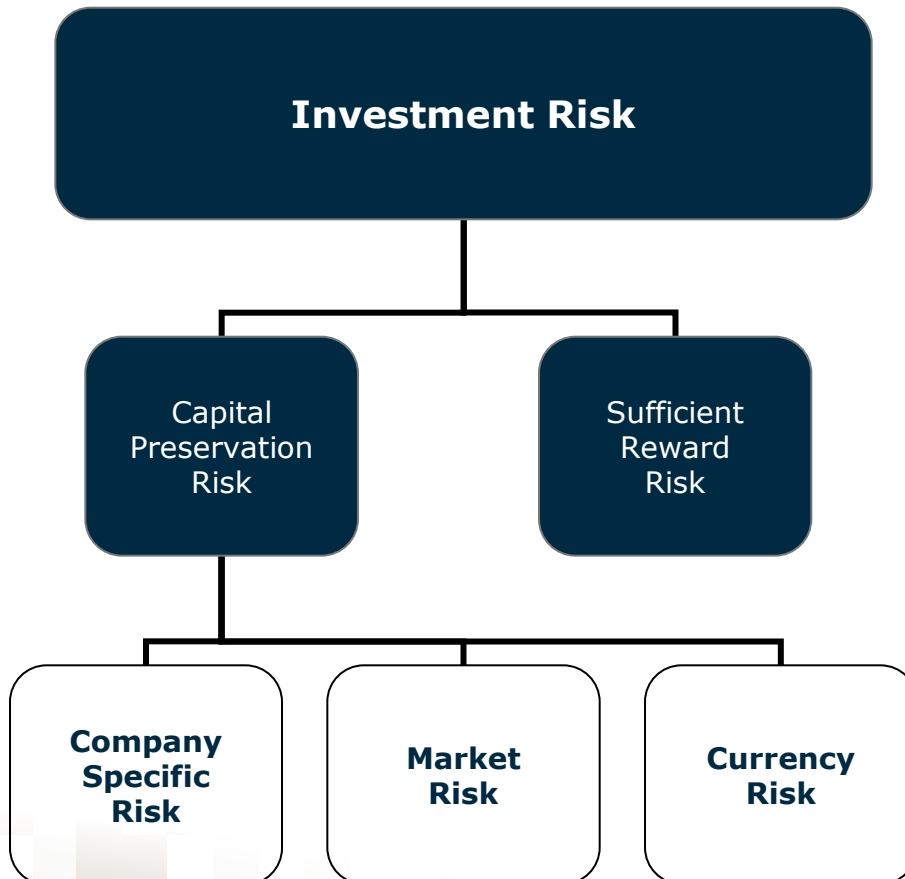 Investment Risk
Capital
Preservation
Risk
Sufficient
Reward
Risk
Company
Specific
Risk
Market
Risk
Currency
Risk